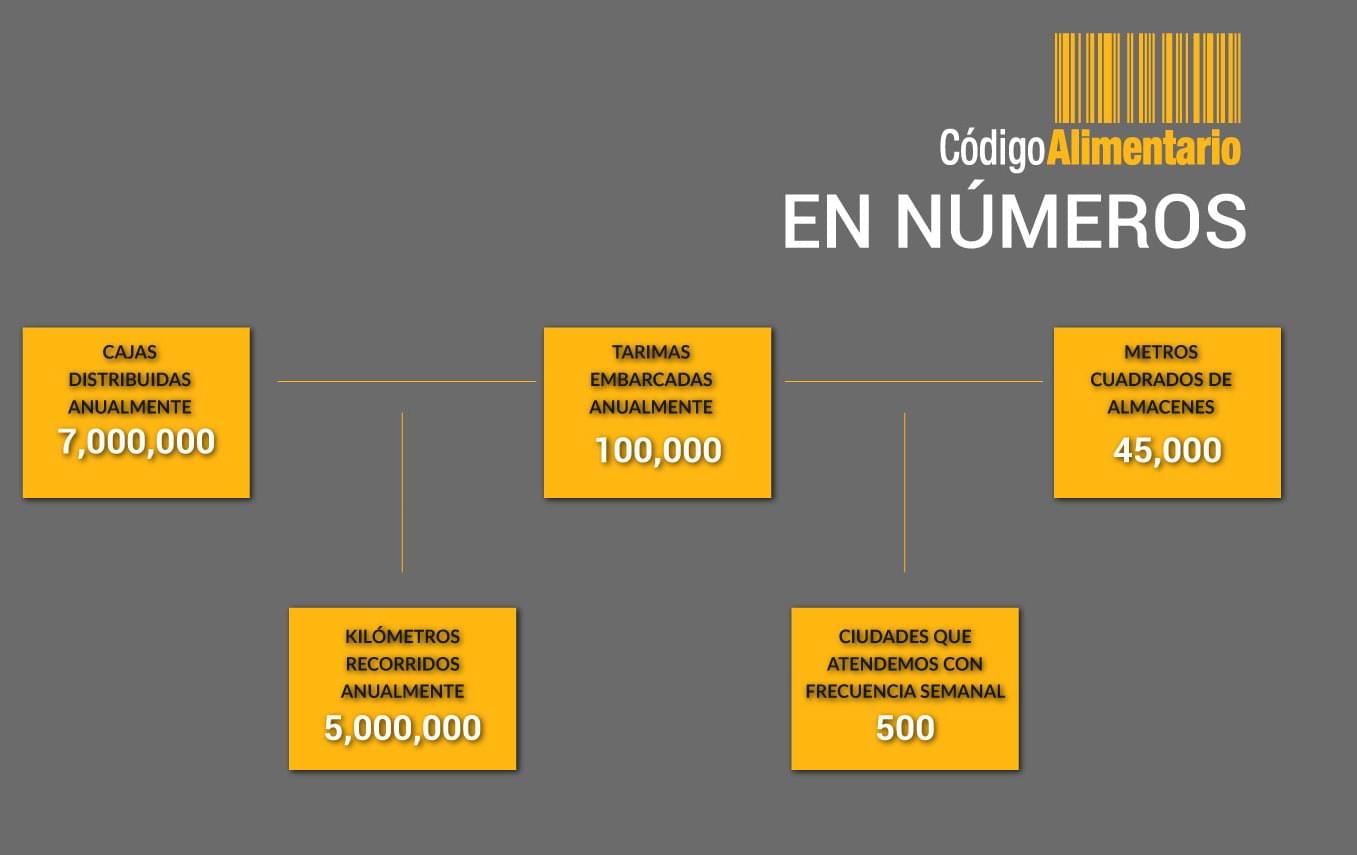 CódigoAlimentario
EN NÚMEROS
CAJAS
DISTRIBUIDAS
ANUALMENTE
7,000,000
TARIMAS
EMBARCADAS
ANUALMENTE
100,000
METROS
CUADRADOS DE
ALMACENES
45,000
KILÓMETROS
RECORRIDOS
ANUALMENTE
5,000,000
CIUDADES QUE
ATENDEMOS CON
FRECUENCIA SEMANAL
500